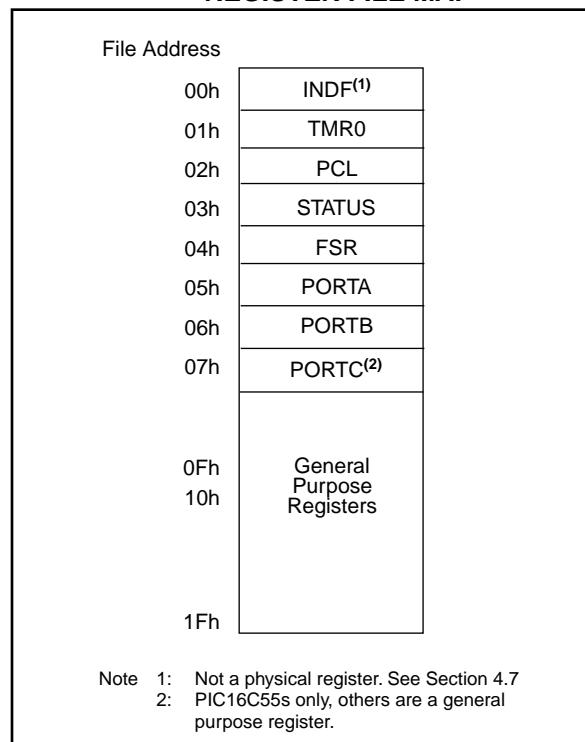 File Address
00h INDF(1)
01h TMR0
02h PCL
03h STATUS
04h FSR
05h PORTA
06h PORTB
07h PORTC(2)
0Fh General
Purpose
10h Registers
1Fh
Note 1: Not a physical register. See Section 4.7
2: PIC16C55s only, others are a general
purpose register.